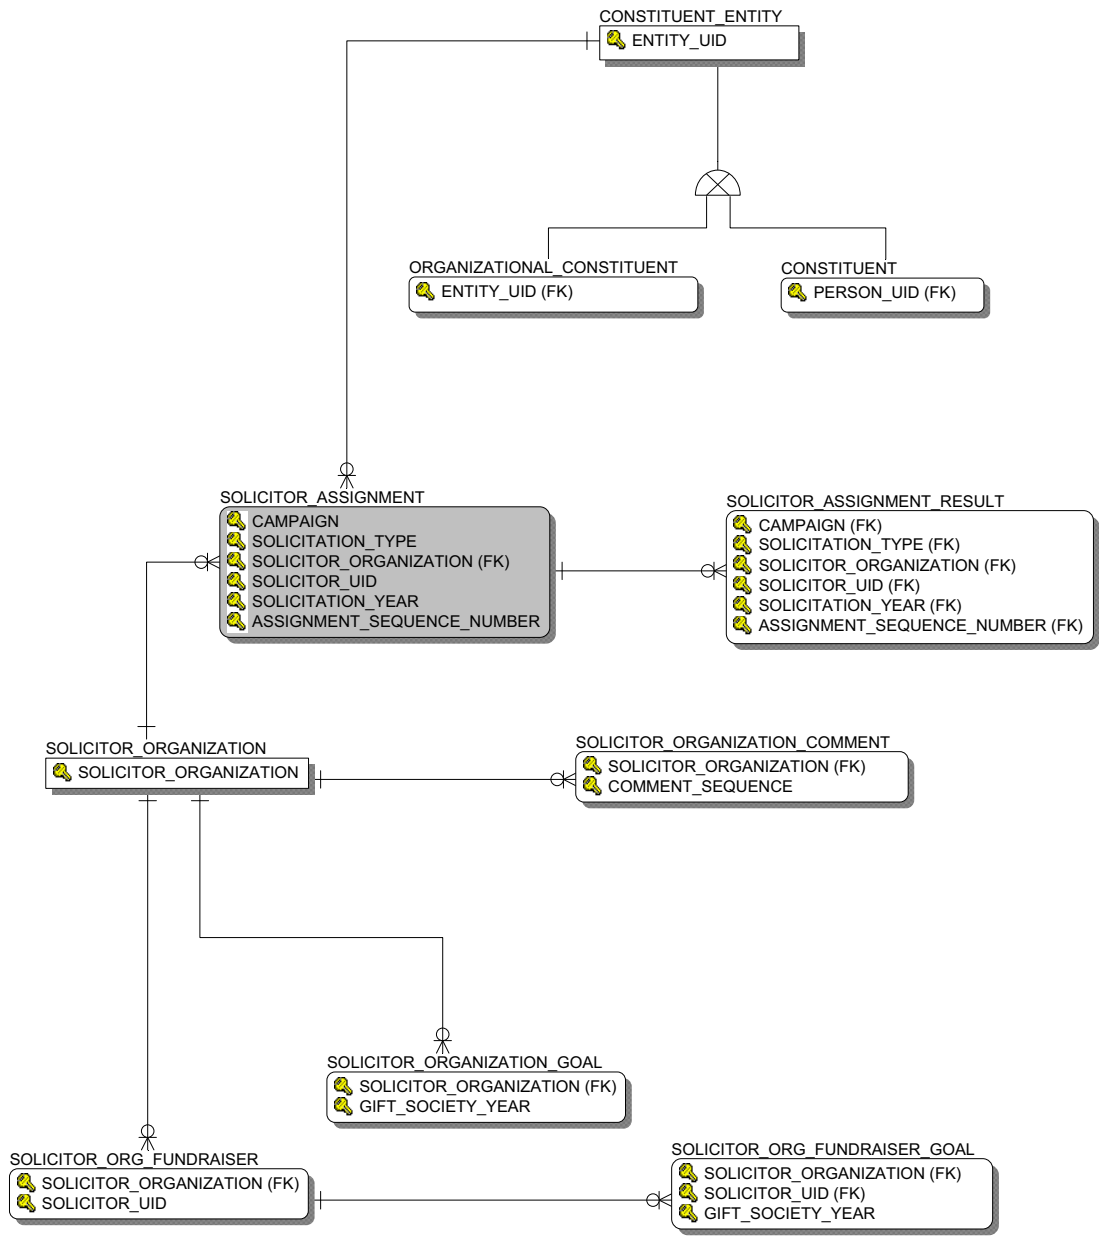 CONSTITUENT_ENTITY
ENTITY_UID
ORGANIZATIONAL_CONSTITUENT
ENTITY_UID (FK)
CONSTITUENT
PERSON_UID (FK)
SOLICITOR_ASSIGNMENT
CAMPAIGN
SOLICITATION_TYPE
SOLICITOR_ORGANIZATION (FK)
SOLICITOR_UID
SOLICITATION_YEAR
ASSIGNMENT_SEQUENCE_NUMBER
SOLICITOR_ASSIGNMENT_RESULT
CAMPAIGN (FK)
SOLICITATION_TYPE (FK)
SOLICITOR_ORGANIZATION (FK)
SOLICITOR_UID (FK)
SOLICITATION_YEAR (FK)
ASSIGNMENT_SEQUENCE_NUMBER (FK)
SOLICITOR_ORGANIZATION
SOLICITOR_ORGANIZATION
SOLICITOR_ORGANIZATION_COMMENT
SOLICITOR_ORGANIZATION (FK)
COMMENT_SEQUENCE
SOLICITOR_ORGANIZATION_GOAL
SOLICITOR_ORGANIZATION (FK)
GIFT_SOCIETY_YEAR
SOLICITOR_ORG_FUNDRAISER
SOLICITOR_ORGANIZATION (FK)
SOLICITOR_UID
SOLICITOR_ORG_FUNDRAISER_GOAL
SOLICITOR_ORGANIZATION (FK)
SOLICITOR_UID (FK)
GIFT_SOCIETY_YEAR